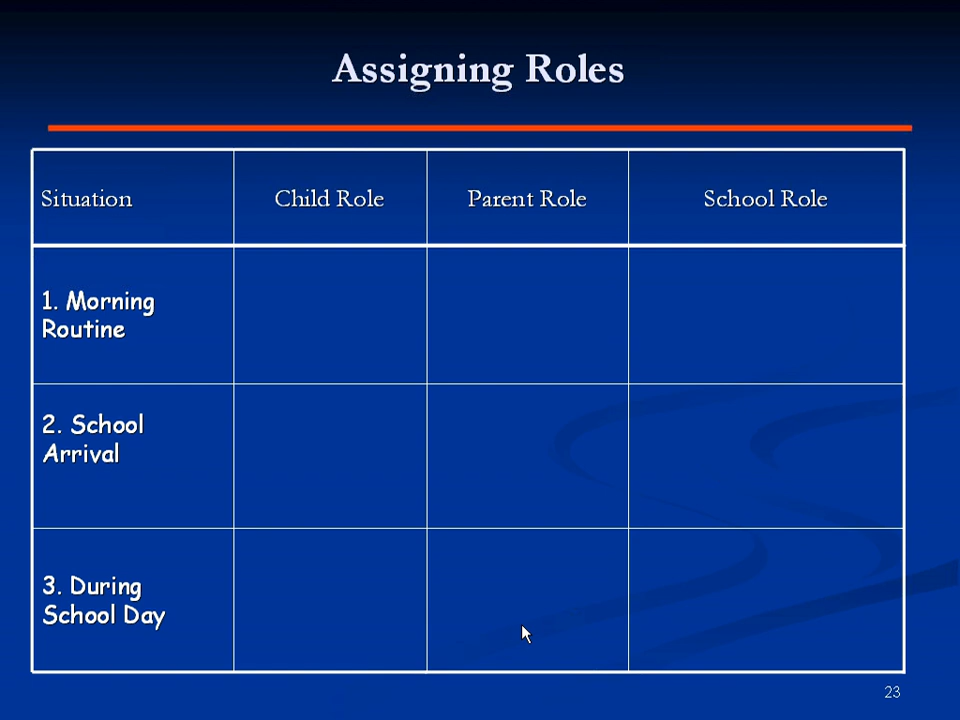 Assigning Roles
Situation
Child Role
Parent Role
School Role
1. Morning
Routine
2. School
Arrival
3. During
School Day
23